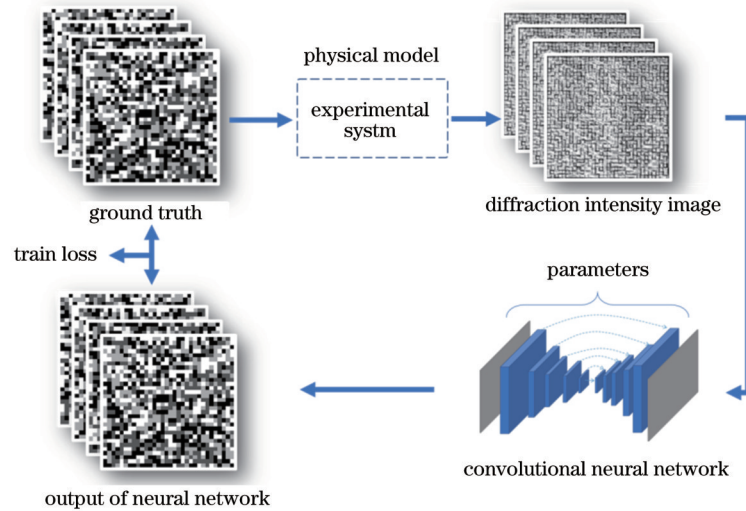 physical model
experimental
systm
ground truth
diffraction intensity image
train loss
parameters
convolutional neural network
output of neural network